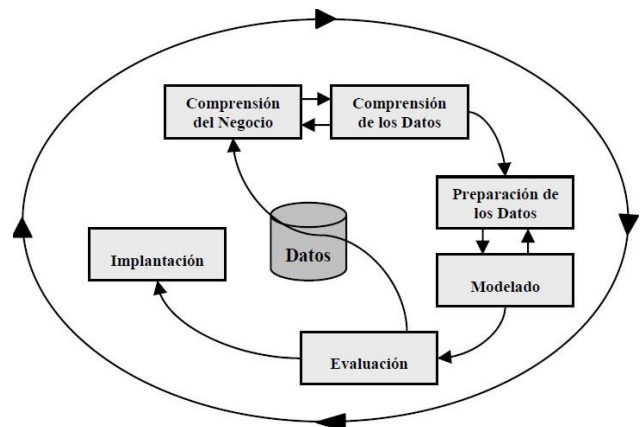 Comprensión
del Negocio
Comprensión
de los Datos
Preparación de
los Datos
Modelado
Evaluación
Implantación
Datos